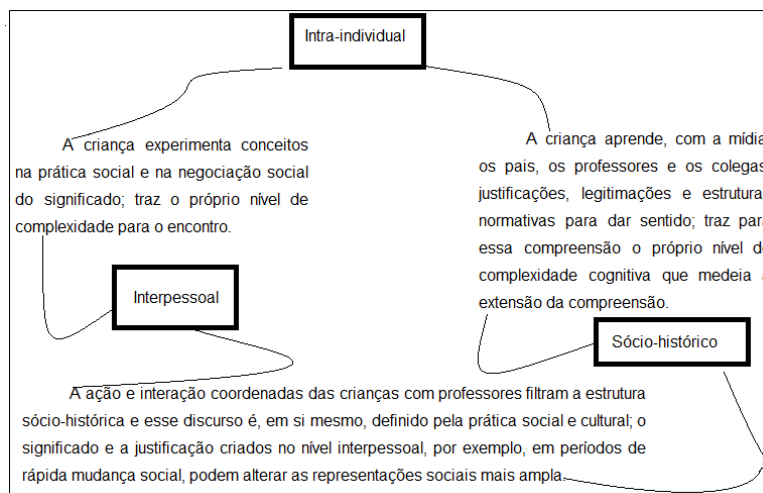 Intra-individual
A criança experimenta conceitos
na prática social e na negociação social
do significado; traz o próprio nível de
complexidade para o encontro.
A criança aprende, com a mídia
os pais, os professores e os colegas
justificações, legitimações e estrutura
normativas para dar sentido; traz para
essa compreensão o próprio nível de
complexidade cognitiva que medeia a
extensão da compreensão.
Interpessoal
Sócio-histórico
A ação e interação coordenadas das crianças com professores filtram a estrutura
sócio-histórica e esse discurso é, em si mesmo, definido pela prática social e cultural; o
significado e a justificação criados no nível interpessoal, por exemplo, em períodos de
rápida mudança social, podem alterar as representações sociais mais ampla.